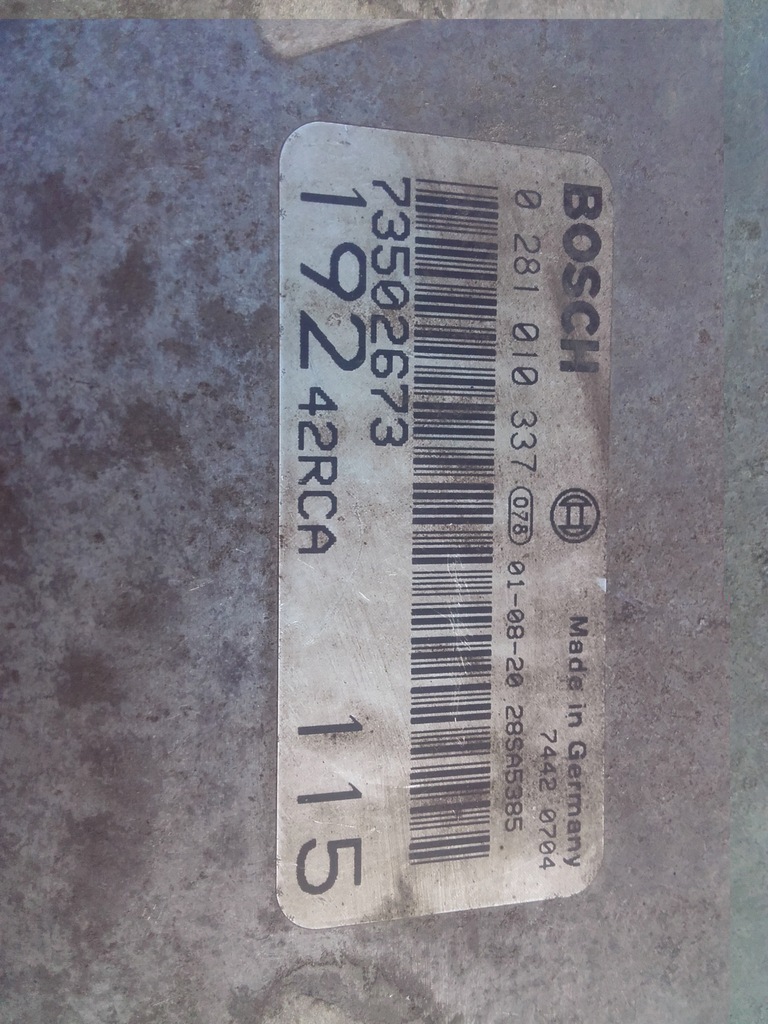 BOSCH
Made in Germany
7442 0704
0 281 010 337 078 01-08-20 28SA5385
73502673
192 42RCA 115